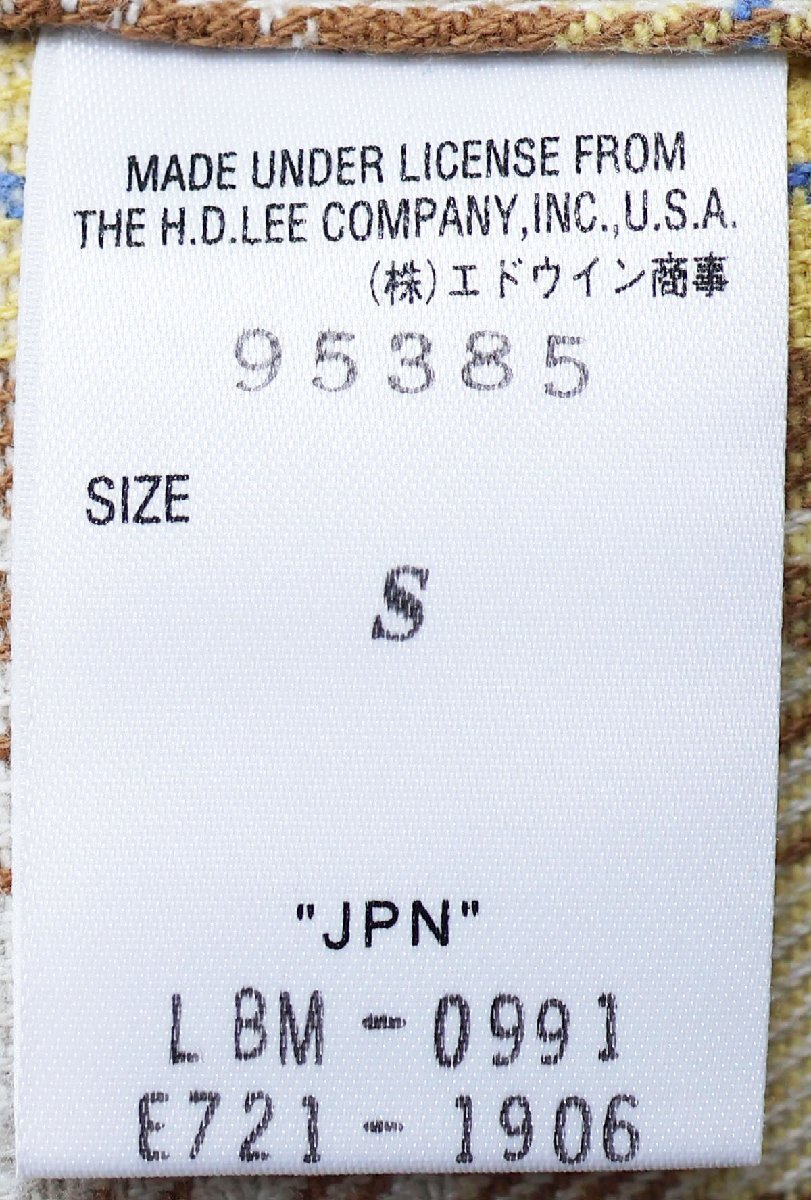 MADE UNDER LICENSE FROM
THE H.D.LEE COMPANY,INC.,U.S.A.
(株)エドウイン商事
95385
SIZE
S
"JPN"
LBM-0991
E721-1906